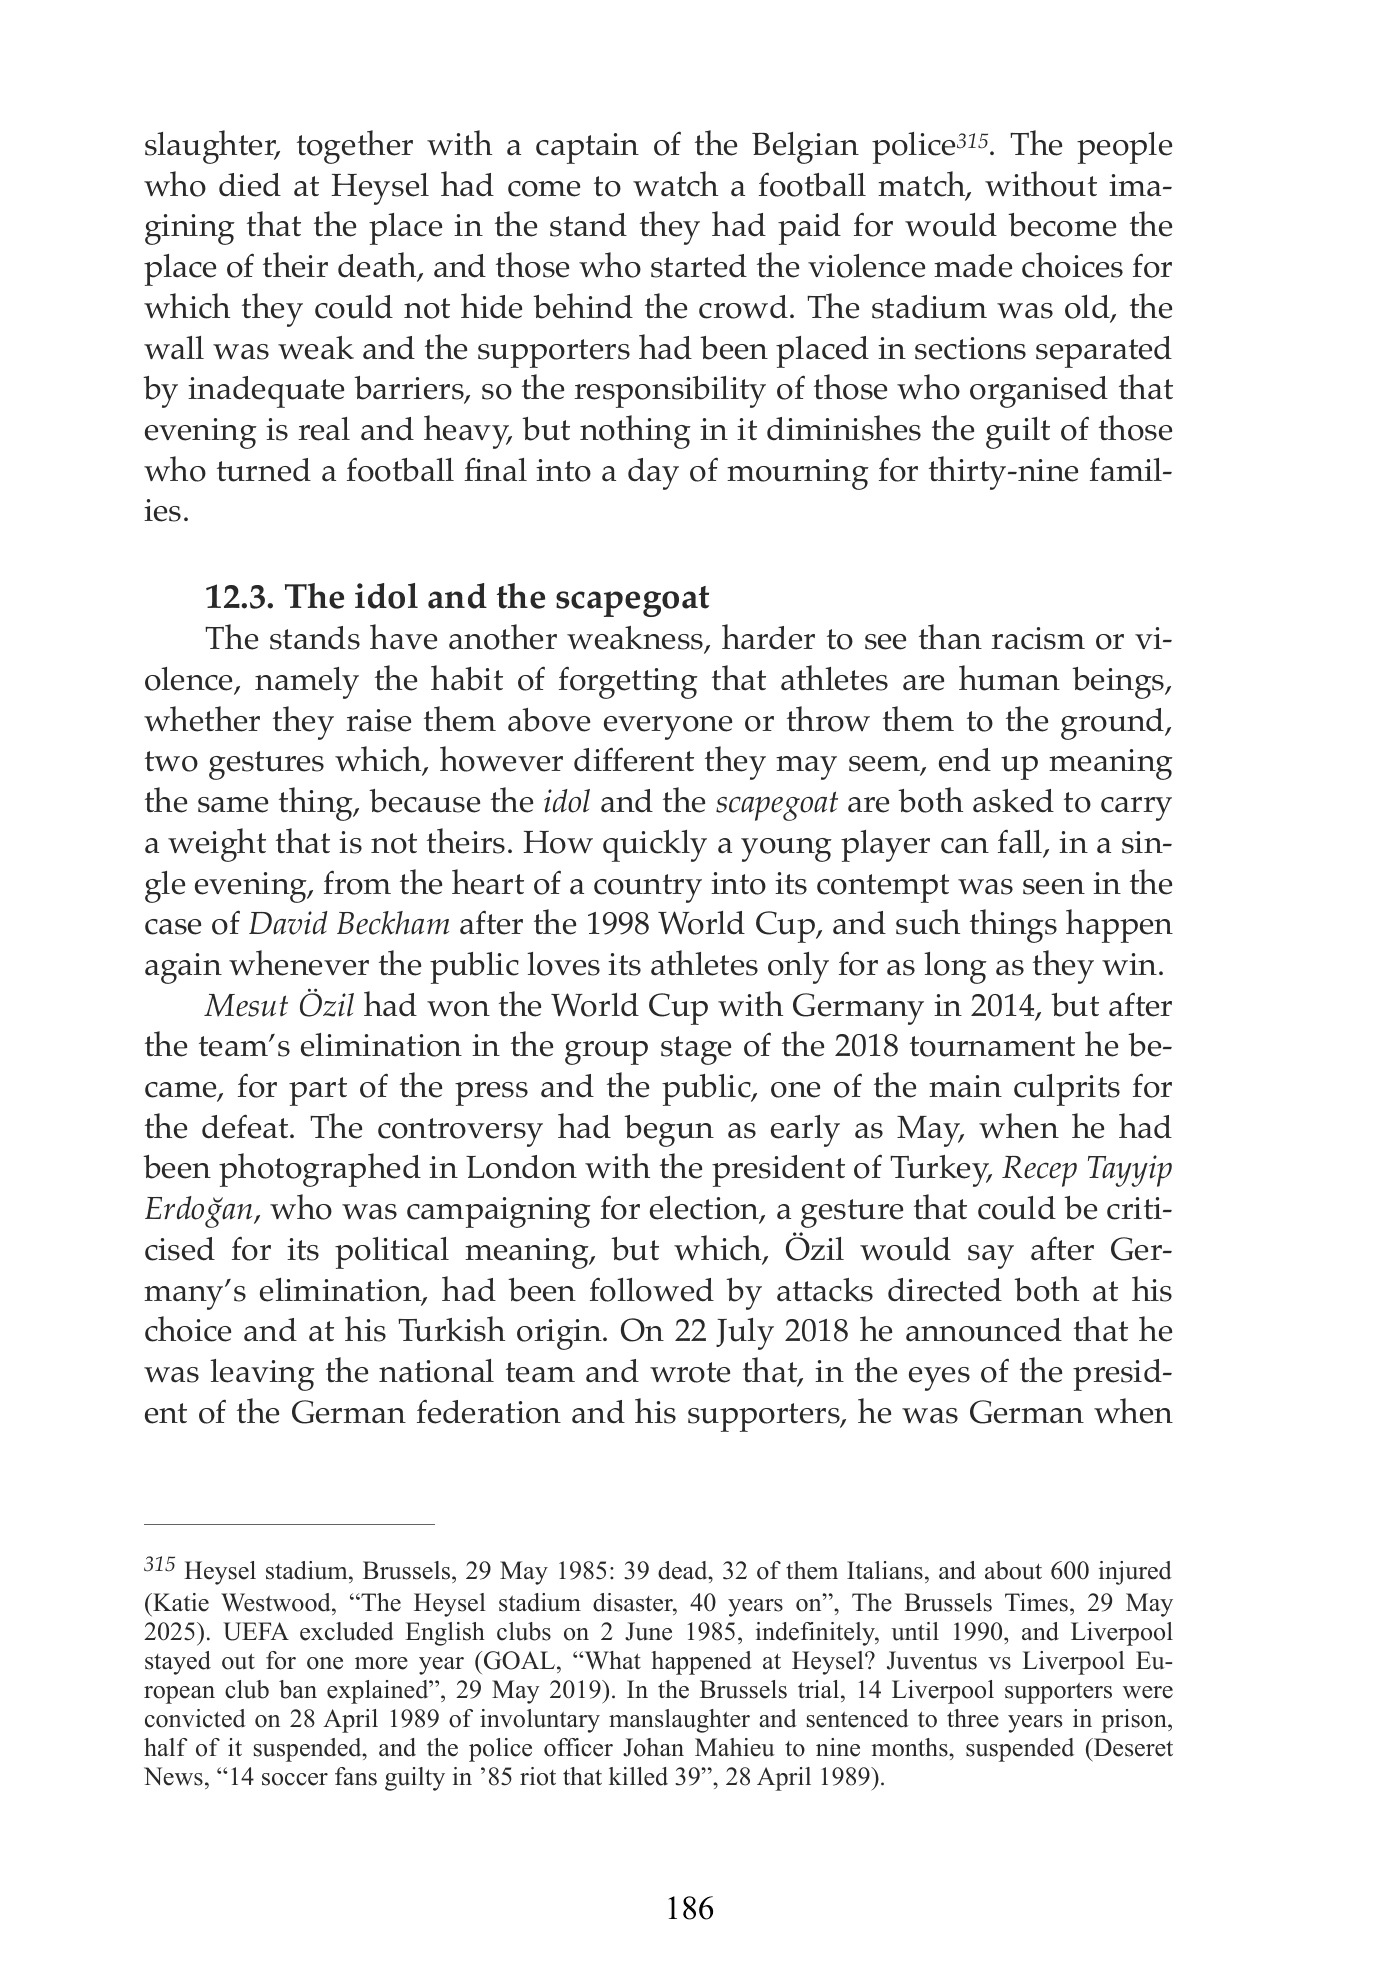 slaughter, together with a captain of the Belgian police315. The people
who died at Heysel had come to watch a football match, without ima-
gining that the place in the stand they had paid for would become the
place of their death, and those who started the violence made choices for
which they could not hide behind the crowd. The stadium was old, the
wall was weak and the supporters had been placed in sections separated
by inadequate barriers, so the responsibility of those who organised that
evening is real and heavy, but nothing in it diminishes the guilt of those
who turned a football final into a day of mourning for thirty-nine famil-
ies.
12.3. The idol and the scapegoat
The stands have another weakness, harder to see than racism or vi-
olence, namely the habit of forgetting that athletes are human beings,
whether they raise them above everyone or throw them to the ground,
two gestures which, however different they may seem, end up meaning
the same thing, because the idol and the scapegoat are both asked to carry
a weight that is not theirs. How quickly a young player can fall, in a sin-
gle evening, from the heart of a country into its contempt was seen in the
case of David Beckham after the 1998 World Cup, and such things happen
again whenever the public loves its athletes only for as long as they win.
Mesut Özil had won the World Cup with Germany in 2014, but after
the team’s elimination in the group stage of the 2018 tournament he be-
came, for part of the press and the public, one of the main culprits for
the defeat. The controversy had begun as early as May, when he had
been photographed in London with the president of Turkey, Recep Tayyip
Erdoğan, who was campaigning for election, a gesture that could be criti-
cised for its political meaning, but which, Özil would say after Ger-
many’s elimination, had been followed by attacks directed both at his
choice and at his Turkish origin. On 22 July 2018 he announced that he
was leaving the national team and wrote that, in the eyes of the presid-
ent of the German federation and his supporters, he was German when
315 Heysel stadium, Brussels, 29 May 1985: 39 dead, 32 of them Italians, and about 600 injured
(Katie Westwood, “The Heysel stadium disaster, 40 years on”, The Brussels Times, 29 May
2025). UEFA excluded English clubs on 2 June 1985, indefinitely, until 1990, and Liverpool
stayed out for one more year (GOAL, “What happened at Heysel? Juventus vs Liverpool Eu-
ropean club ban explained”, 29 May 2019). In the Brussels trial, 14 Liverpool supporters were
convicted on 28 April 1989 of involuntary manslaughter and sentenced to three years in prison,
half of it suspended, and the police officer Johan Mahieu to nine months, suspended (Deseret
News, “14 soccer fans guilty in ’85 riot that killed 39”, 28 April 1989).
186